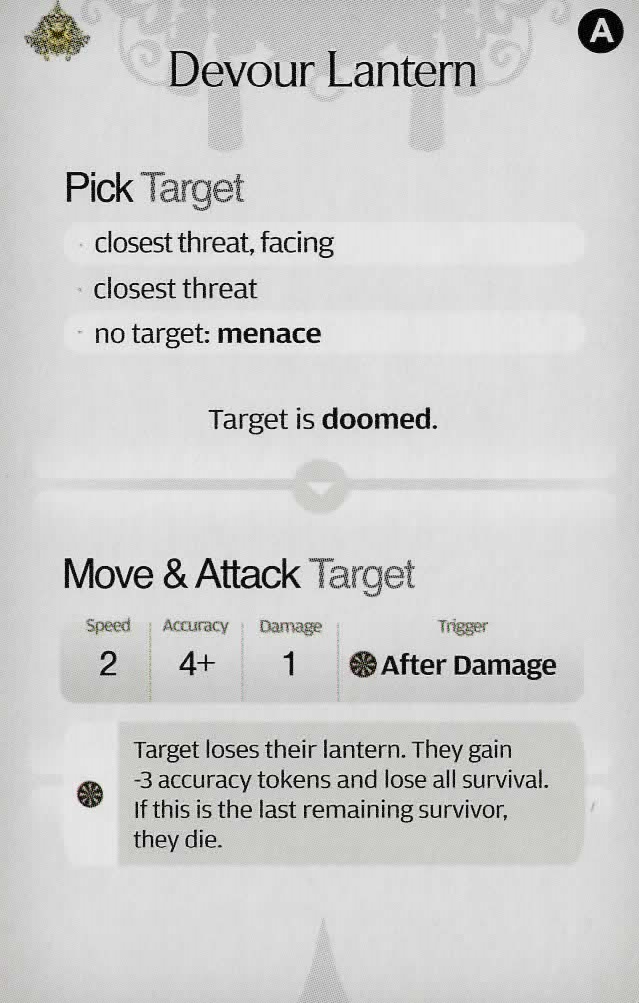 A
Devour Lantern
Pick Target
closest threat, facing
closest threat
no target: menace
Target is doomed.
Move & Attack Target
Speed Accuracy Damage Trigger
2 4+ 1 After Damage
Target loses their lantern. They gain
-3 accuracy tokens and lose all survival.
If this is the last remaining survivor,
they die.